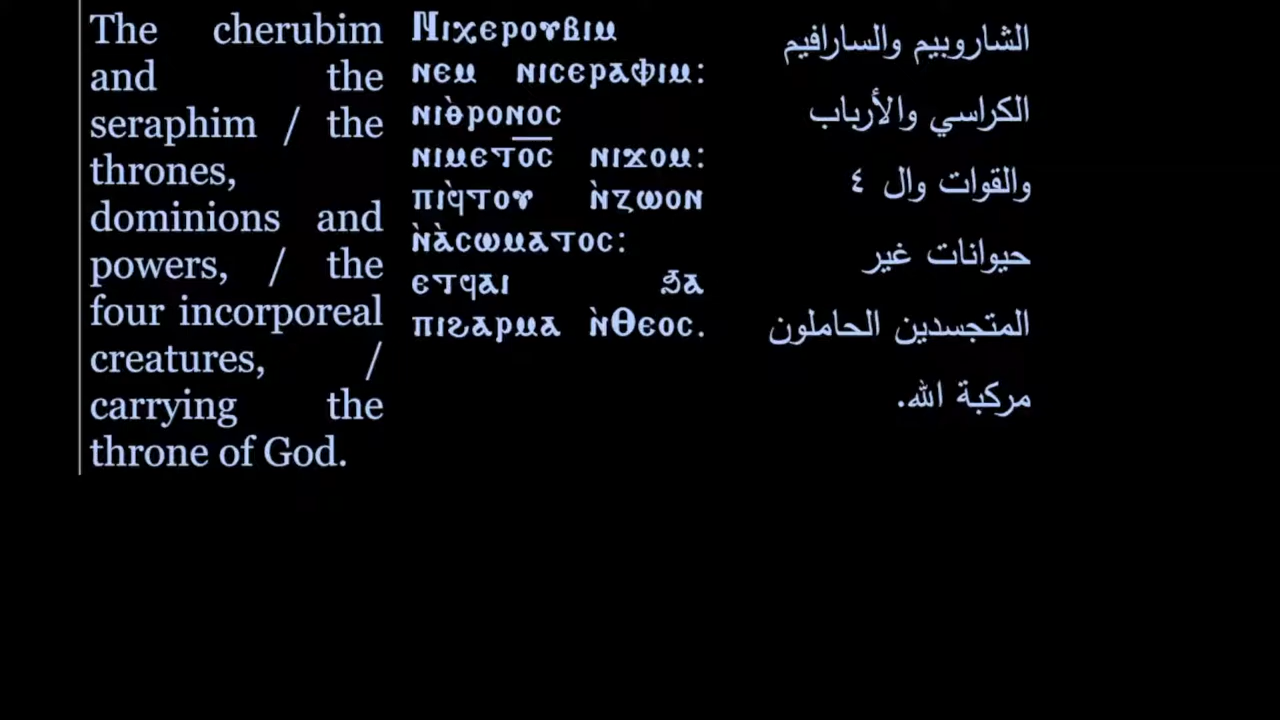 The cherubim
and the
seraphim / the
thrones,
dominions and
powers, / the
four incorporeal
creatures, /
carrying the
throne of God.
Ⲛⲓⲭⲉⲣⲟⲩⲃⲓⲙ
ⲛⲉⲙ ⲛⲓⲥⲉⲣⲁⲫⲓⲙ:
ⲛⲓⲑ̀ⲣⲟⲛⲟⲥ
ⲛⲓⲙⲉⲧⲟ̅ⲥ̅ ⲛⲓϫⲟⲙ:
ⲡⲓϥ̀ⲧⲟⲩ ⲛ̀ⲍⲱⲟⲛ
ⲛ̀ⲁ̀ⲥⲱⲙⲁⲧⲟⲥ:
ⲉⲧϥⲁⲓ ϧⲁ
ⲡⲓϩⲁⲣⲙⲁ ⲛ̀Ⲑⲉⲟⲥ.
الشاروبيم والسارافيم
الكراسي والأرباب
والقوات وال ٤
حيوانات غير
المتجسدين الحاملون
مركبة الله.